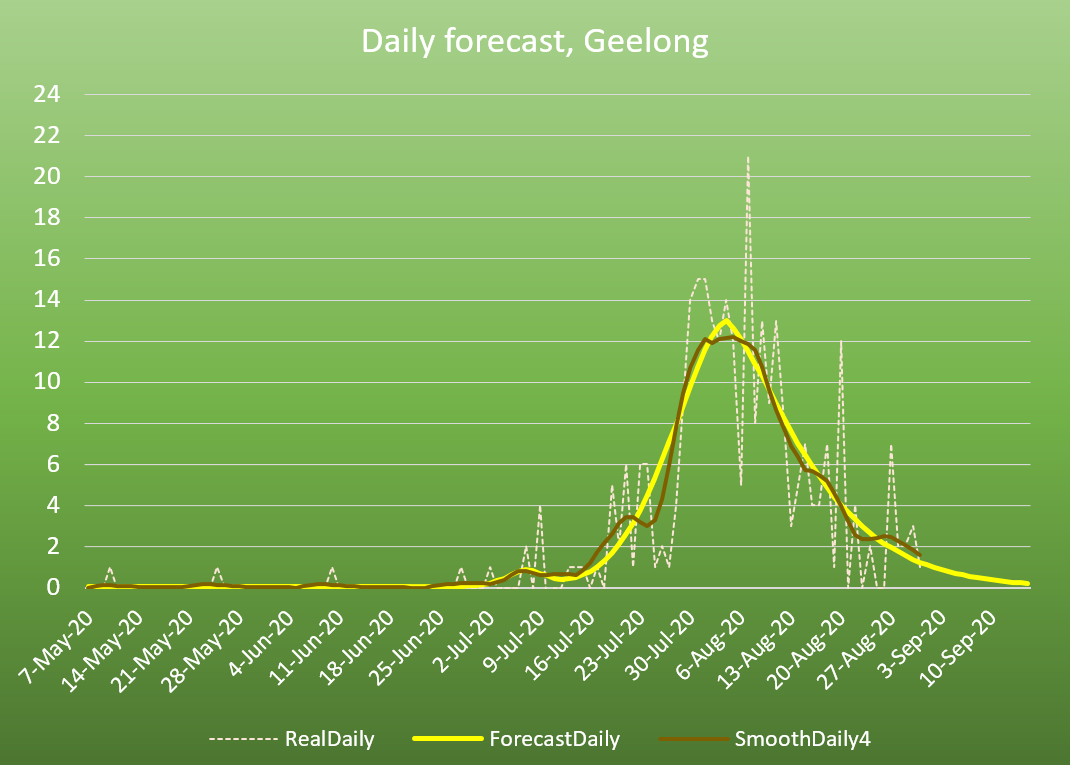 Daily forecast, Geelong
24
22
20
18
16
14
12
10
8
6
4
2
0
7-May-20
14-May-20
21-May-20
28-May-20
4-Jun-20
11-Jun-20
18-Jun-20
25-Jun-20
2-Jul-20
9-Jul-20
16-Jul-20
23-Jul-20
30-Jul-20
6-Aug-20
13-Aug-20
20-Aug-20
27-Aug-20
3-Sep-20
10-Sep-20
RealDaily
ForecastDaily
SmoothDaily4